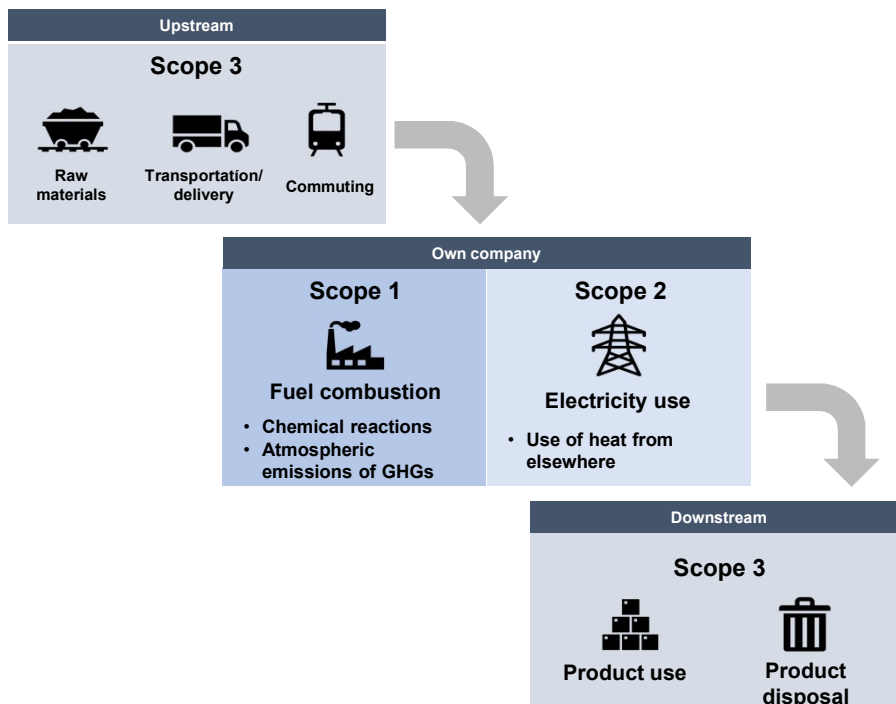 Upstream
Scope 3
Raw
materials
Transportation/
delivery
Commuting
Own company
Scope 1
Fuel combustion
• Chemical reactions
• Atmospheric
emissions of GHGs
Scope 2
Electricity use
• Use of heat from
elsewhere
Downstream
Scope 3
Product use
Product
disposal